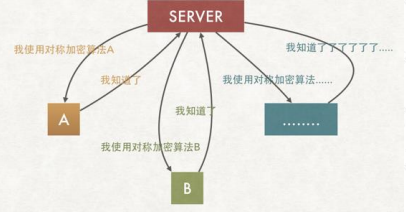 SERVER
我知道了了了了了了.....
我使用对称加密算法A
我知道了
我使用对称加密算法......
A
我知道了
........
我使用对称加密算法B
B